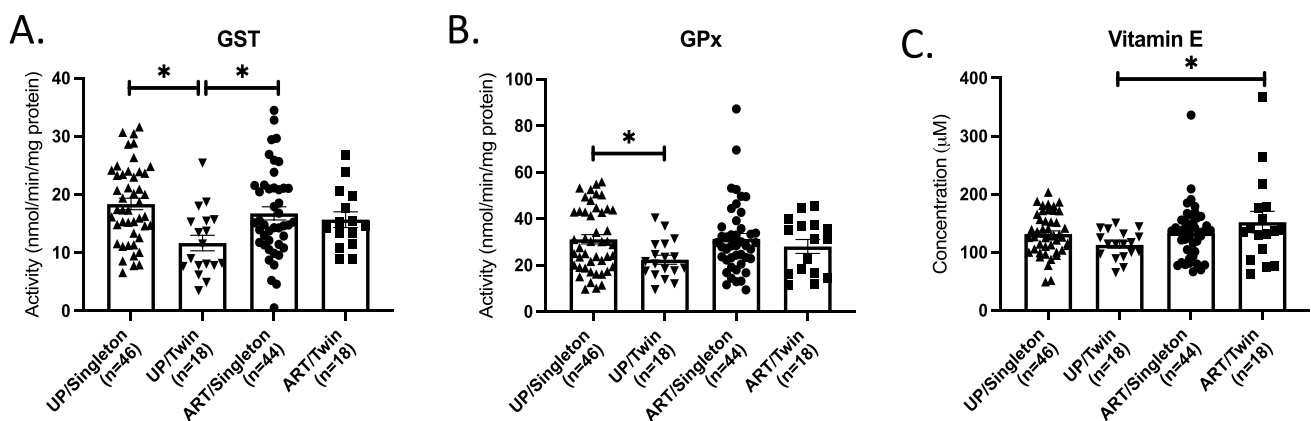 A.
GST
Activity (nmol/min/mg protein)
40
30
20
10
0
*
*
UP/Singleton
(n=46)
UP/Twin
(n=18)
ART/Singleton
(n=44)
ART/Twin
(n=18)
B.
GPx
Activity (nmol/min/mg protein)
100
80
60
40
20
0
*
UP/Singleton
(n=46)
UP/Twin
(n=18)
ART/Singleton
(n=44)
ART/Twin
(n=18)
C.
Vitamin E
Concentration (μM)
400
300
200
100
0
*
UP/Singleton
(n=46)
UP/Twin
(n=18)
ART/Singleton
(n=44)
ART/Twin
(n=18)